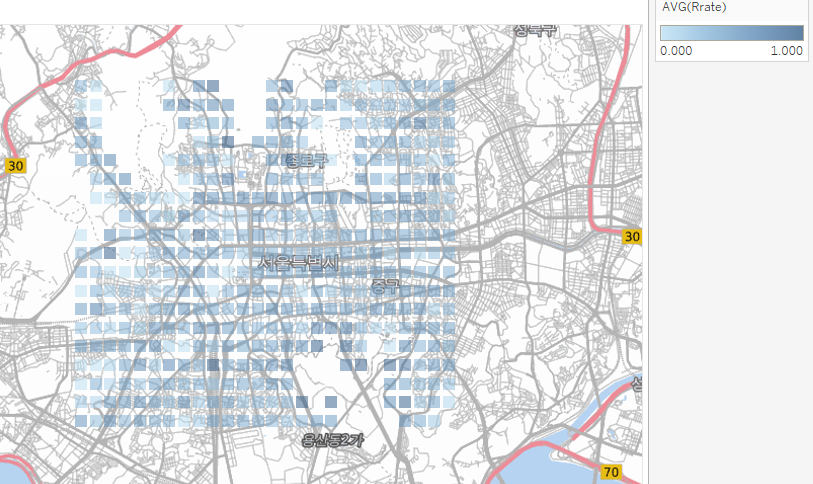 AVG(Rrate)
0.000 1.000
성북구
30
종로구
30
서울특별시
중구
용산동2가
70